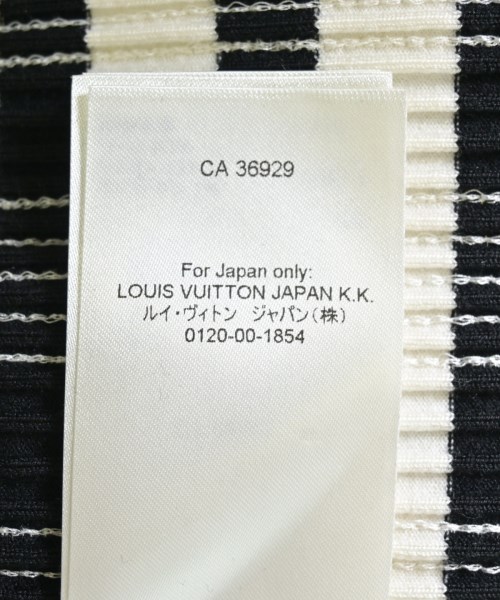 CA 36929
For Japan only:
LOUIS VUITTON JAPAN K.K.
ルイ・ヴィトン　ジャパン(株)
0120-00-1854